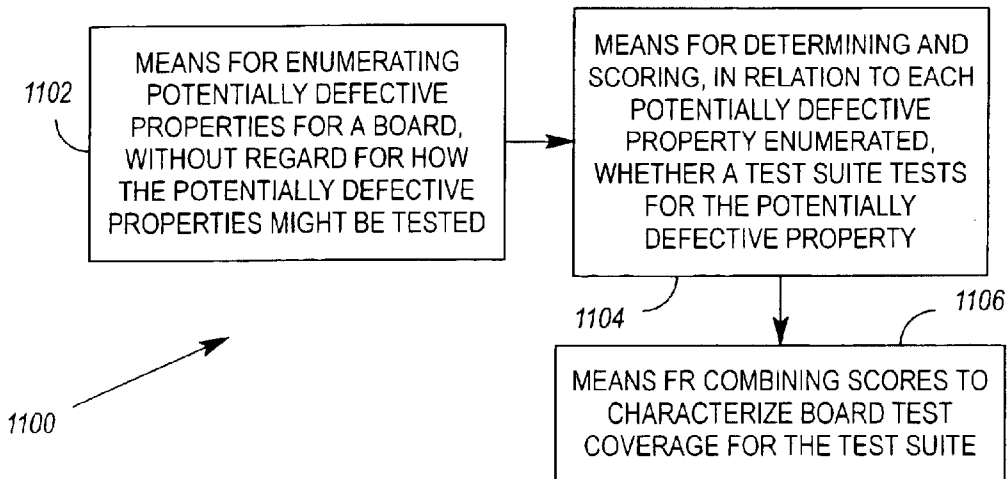 1102
MEANS FOR ENUMERATING
POTENTIALLY DEFECTIVE
PROPERTIES FOR A BOARD,
WITHOUT REGARD FOR HOW
THE POTENTIALLY DEFECTIVE
PROPERTIES MIGHT BE TESTED
MEANS FOR DETERMINING AND
SCORING, IN RELATION TO EACH
POTENTIALLY DEFECTIVE
PROPERTY ENUMERATED,
WHETHER A TEST SUITE TESTS
FOR THE POTENTIALLY
DEFECTIVE PROPERTY
1104
1106
MEANS FR COMBINING SCORES TO
CHARACTERIZE BOARD TEST
COVERAGE FOR THE TEST SUITE
1100